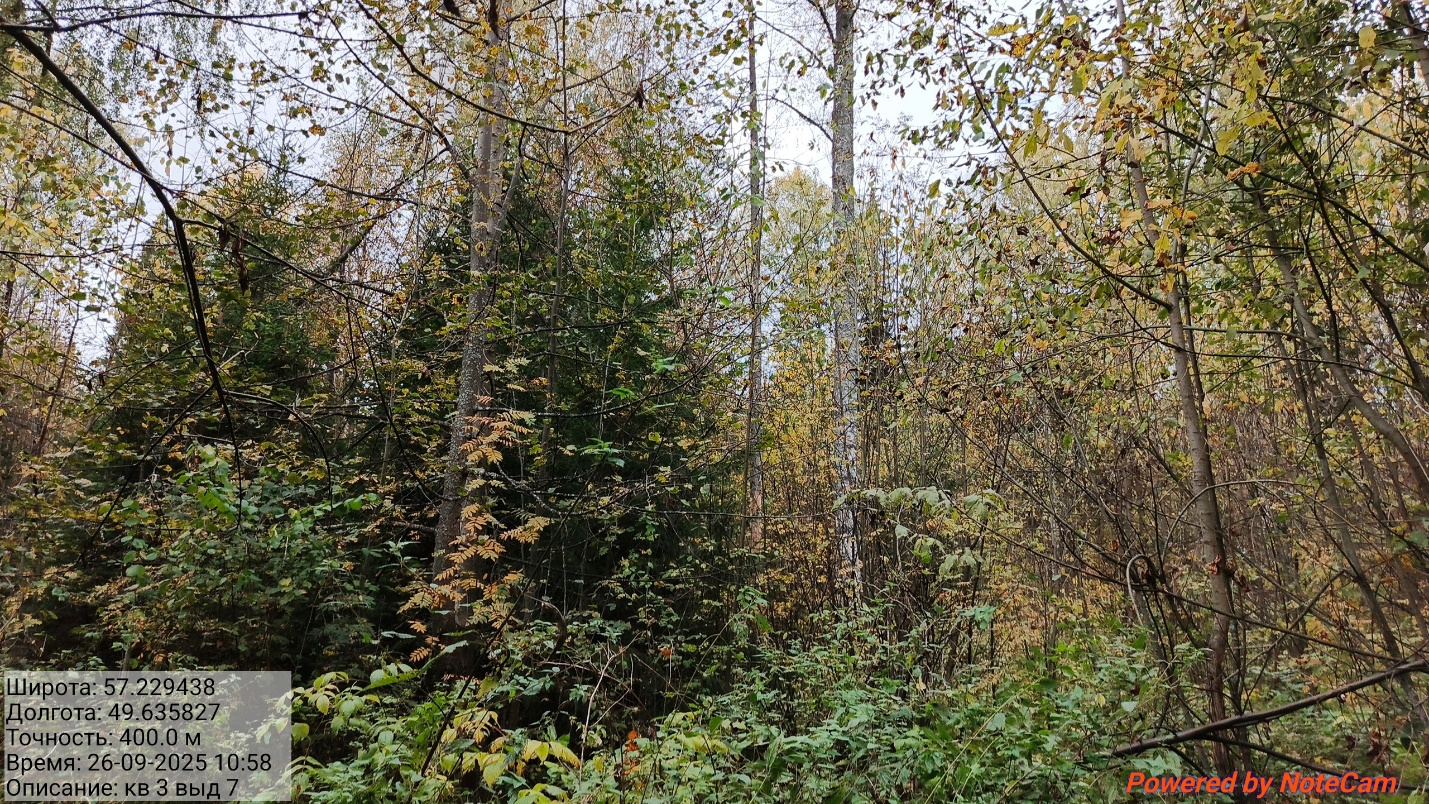 Широта: 57.229438
Долгота: 49.635827
Точность: 400.0 м
Время: 26-09-2025 10:58
Описание: кв 3 выд 7
Powered by NoteCam